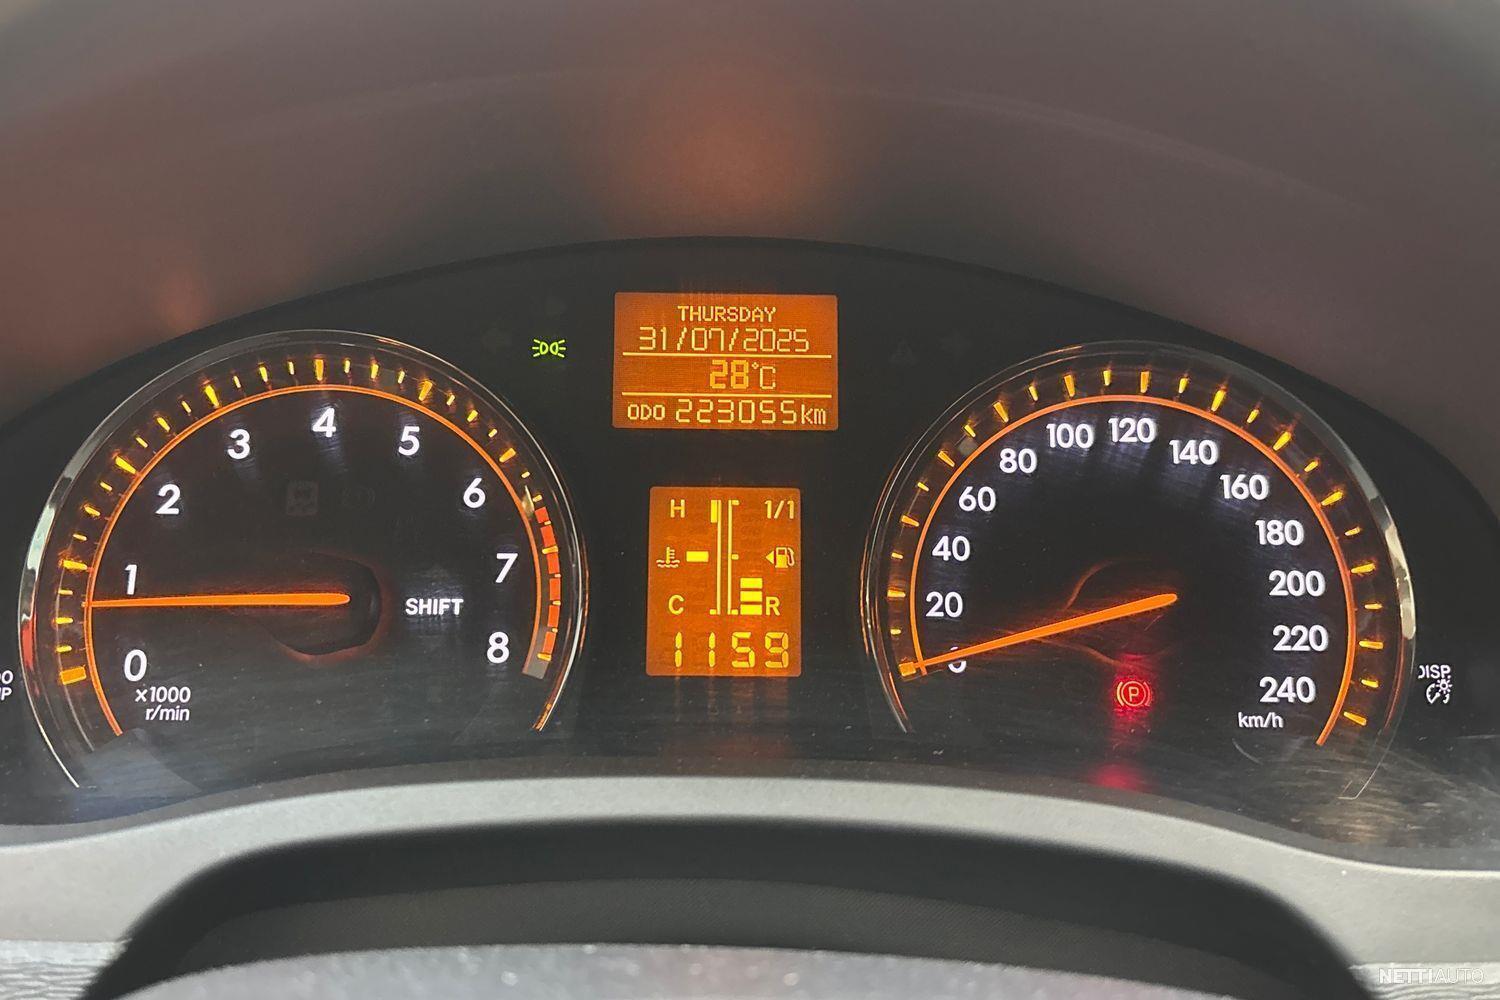 THURSDAY
31/07/2025
28°C
ODO 223055km
H 1/1
C R
1159
0
1
2
3
4
5
6
7
8
x1000
r/min
SHIFT
20
40
60
80
100
120
140
160
180
200
220
240
km/h
P
DISP
NETTIAUTO